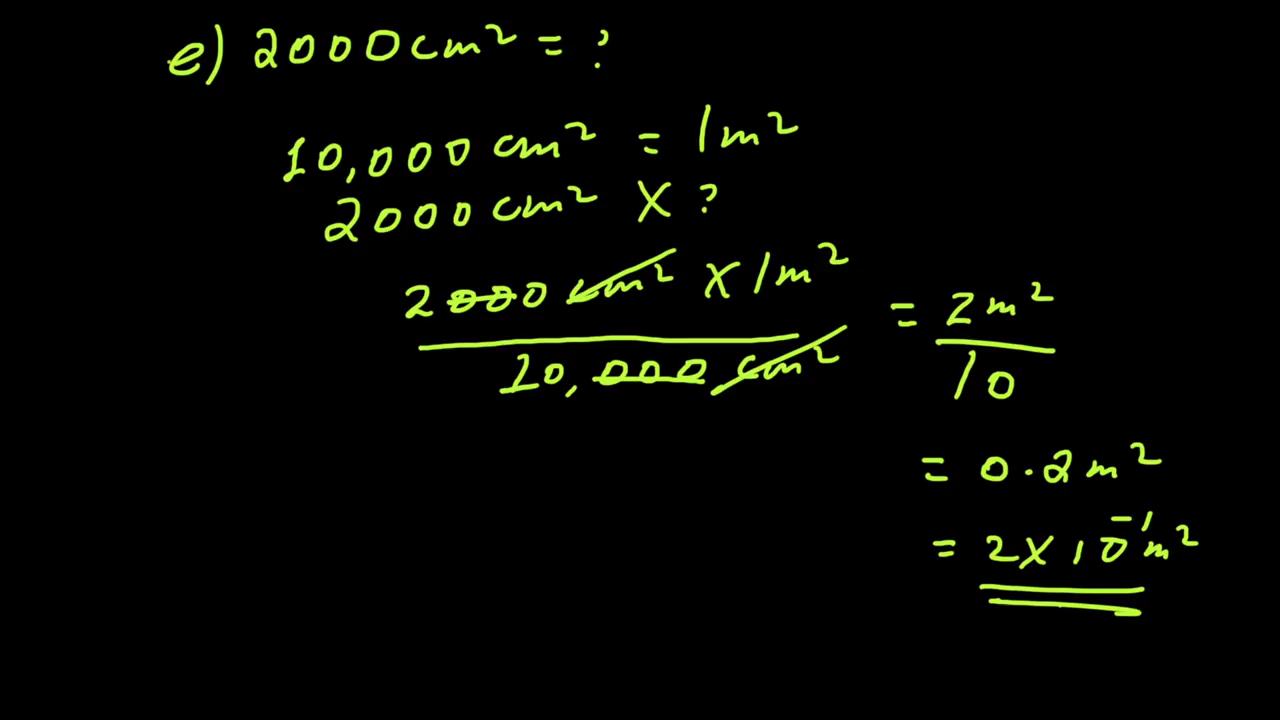 e) 2000cm² = ?
10,000 cm² = 1m²
2000 cm² X ?
2000 cm² X 1m²
10,000 cm²
= 2m²
10
= 0.2m²
= 2X10⁻¹m²